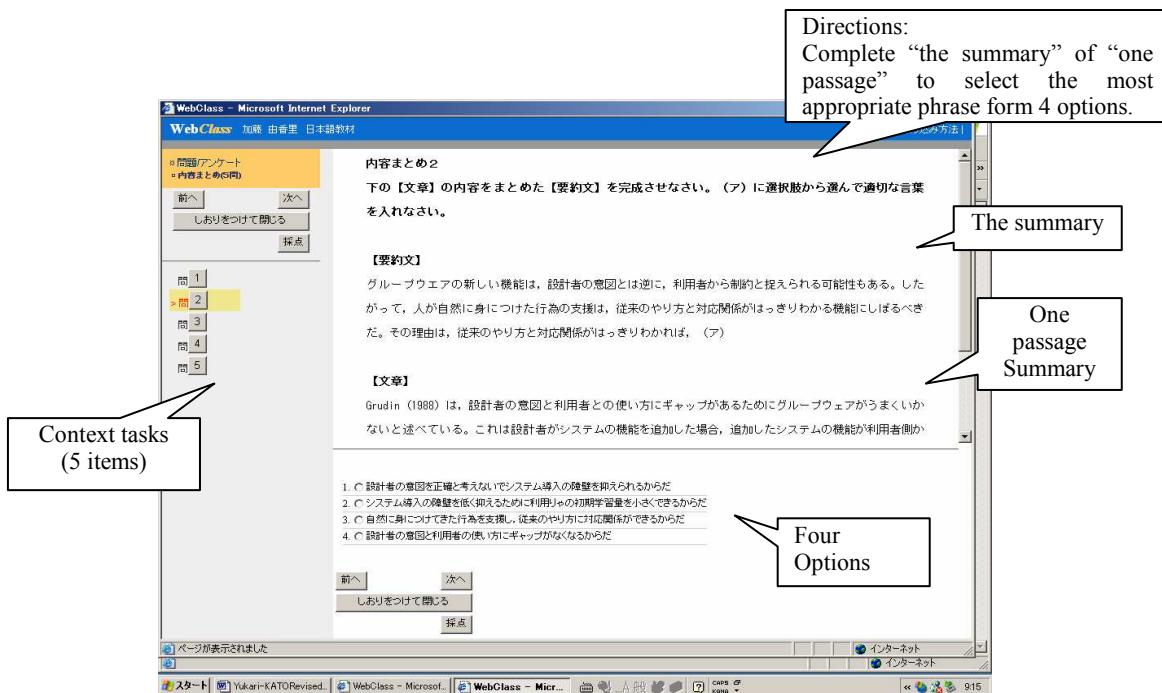 Directions:
Complete “the summary” of “one
passage” to select the most
appropriate phrase form 4 options.
WebClass - Microsoft Internet Explorer
WebClass 加藤 由香里 日本語教材
込み方法|
問題/アンケート
内容まとめ(5問)
前へ 次へ
しおりをつけて閉じる
採点
問 1
>問 2
問 3
問 4
問 5
内容まとめ2
下の【文章】の内容をまとめた【要約文】を完成させなさい。（ア）に選択肢から選んで適切な言葉
を入れなさい。
The summary
【要約文】
グループウエアの新しい機能は，設計者の意図とは逆に，利用者から制約と捉えられる可能性もある。した
がって，人が自然に身につけた行為の支援は，従来のやり方と対応関係がはっきりわかる機能にしぼるべき
だ。その理由は，従来のやり方と対応関係がはっきりわかれば，（ア）
One
passage
Summary
【文章】
Grudin (1988) は，設計者の意図と利用者との使い方にギャップがあるためにグループウェアがうまくいか
ないと述べている。これは設計者がシステムの機能を追加した場合，追加したシステムの機能が利用者側か
Context tasks
(5 items)
1. 設計者の意図を正確と考えないでシステム導入の障壁を抑えられるからだ
2. システム導入の障壁を低く抑えるために利用りゃの初期学習量を小さくできるからだ
3. 自然に身につけてきた行為を支援し，従来のやり方に対応関係ができるからだ
4. 設計者の意図と利用者の使い方にギャップがなくなるからだ
Four
Options
前へ 次へ
しおりをつけて閉じる
採点
ページが表示されました インターネット
インターネット
スタート Yukari-KATORevised... WebClass - Microsof... WebClass - Micr... A 般 CAPS KANA 9:15